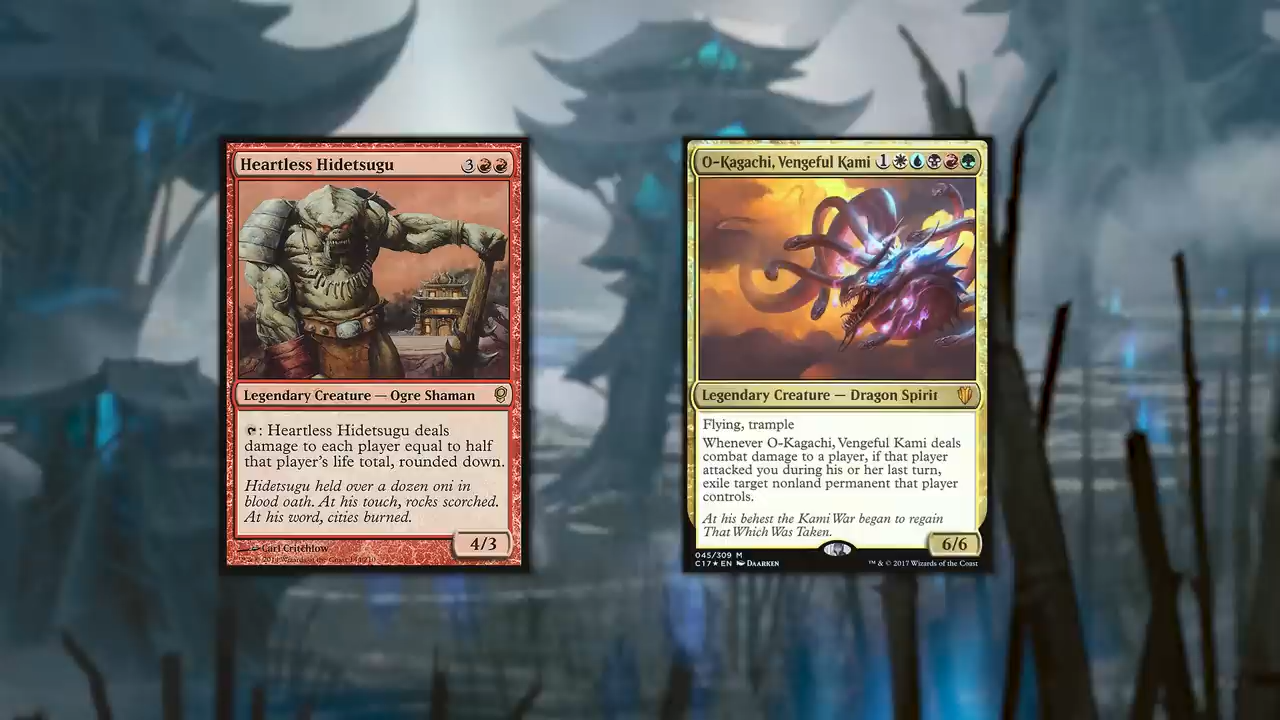 Heartless Hidetsugu 3
Legendary Creature — Ogre Shaman
: Heartless Hidetsugu deals
damage to each player equal to half
that player's life total, rounded down.
Hidetsugu held over a dozen oni in
blood oath. At his touch, rocks scorched.
At his word, cities burned.
4/3
Carl Critchlow
O-Kagachi, Vengeful Kami 1
Legendary Creature — Dragon Spirit
Flying, trample
Whenever O-Kagachi, Vengeful Kami deals
combat damage to a player, if that player
attacked you during his or her last turn,
exile target nonland permanent that player
controls.
At his behest the Kami War began to regain
That Which Was Taken.
6/6
045/309 M
C17★EN DAARKEN
™ & © 2017 Wizards of the Coast